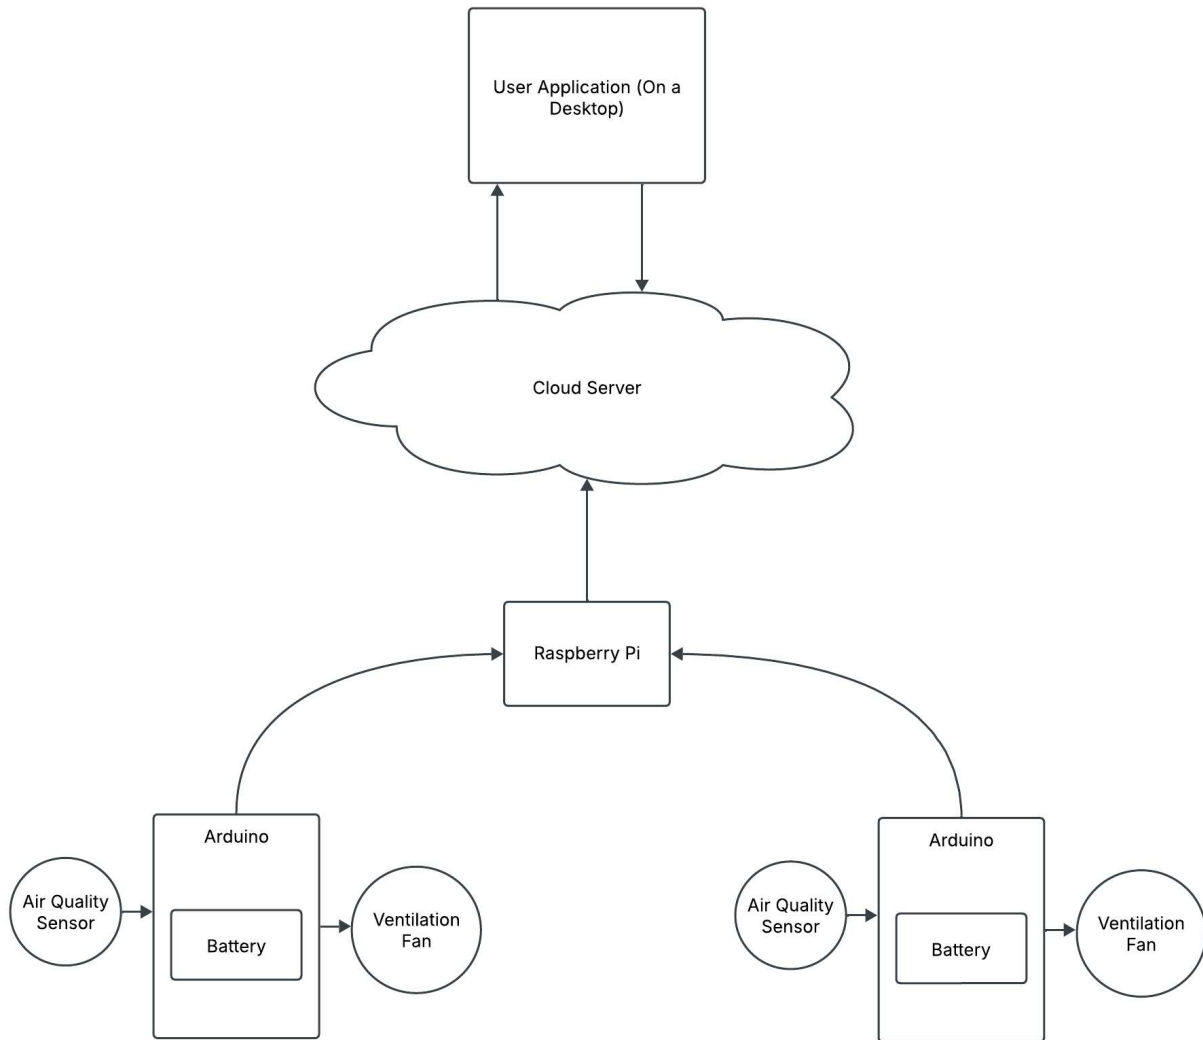 User Application (On a
Desktop)
Cloud Server
Raspberry Pi
Arduino
Air Quality
Sensor
Battery
Ventilation
Fan
Arduino
Air Quality
Sensor
Battery
Ventilation
Fan